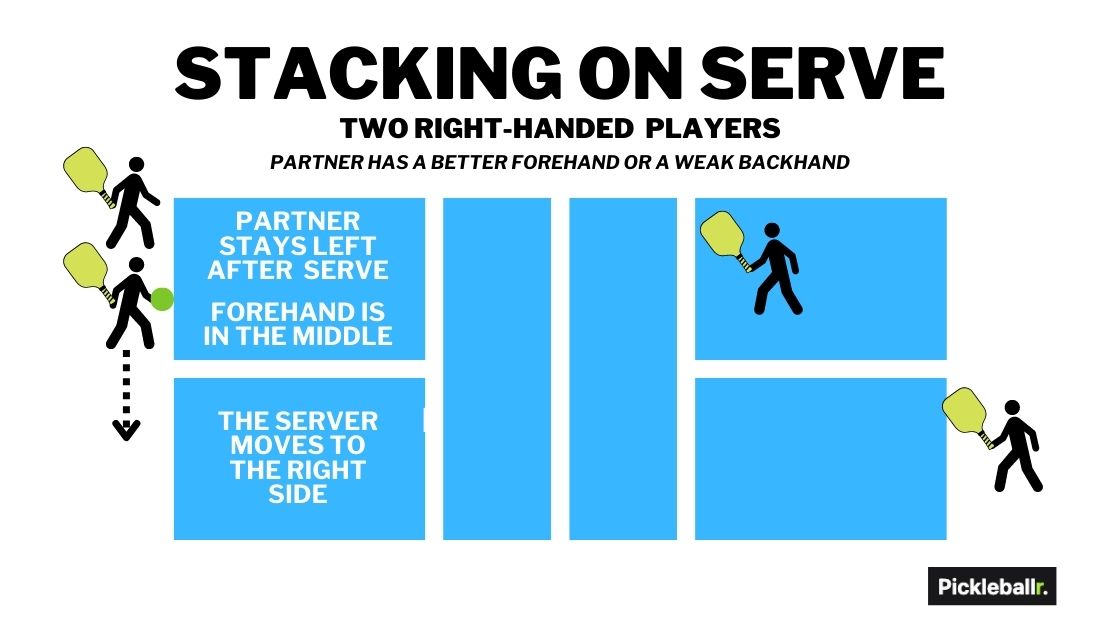 STACKING ON SERVE
TWO RIGHT-HANDED PLAYERS
PARTNER HAS A BETTER FOREHAND OR A WEAK BACKHAND
PARTNER
STAYS LEFT
AFTER SERVE
FOREHAND IS
IN THE MIDDLE
THE SERVER
MOVES TO
THE RIGHT
SIDE
Pickleballr.